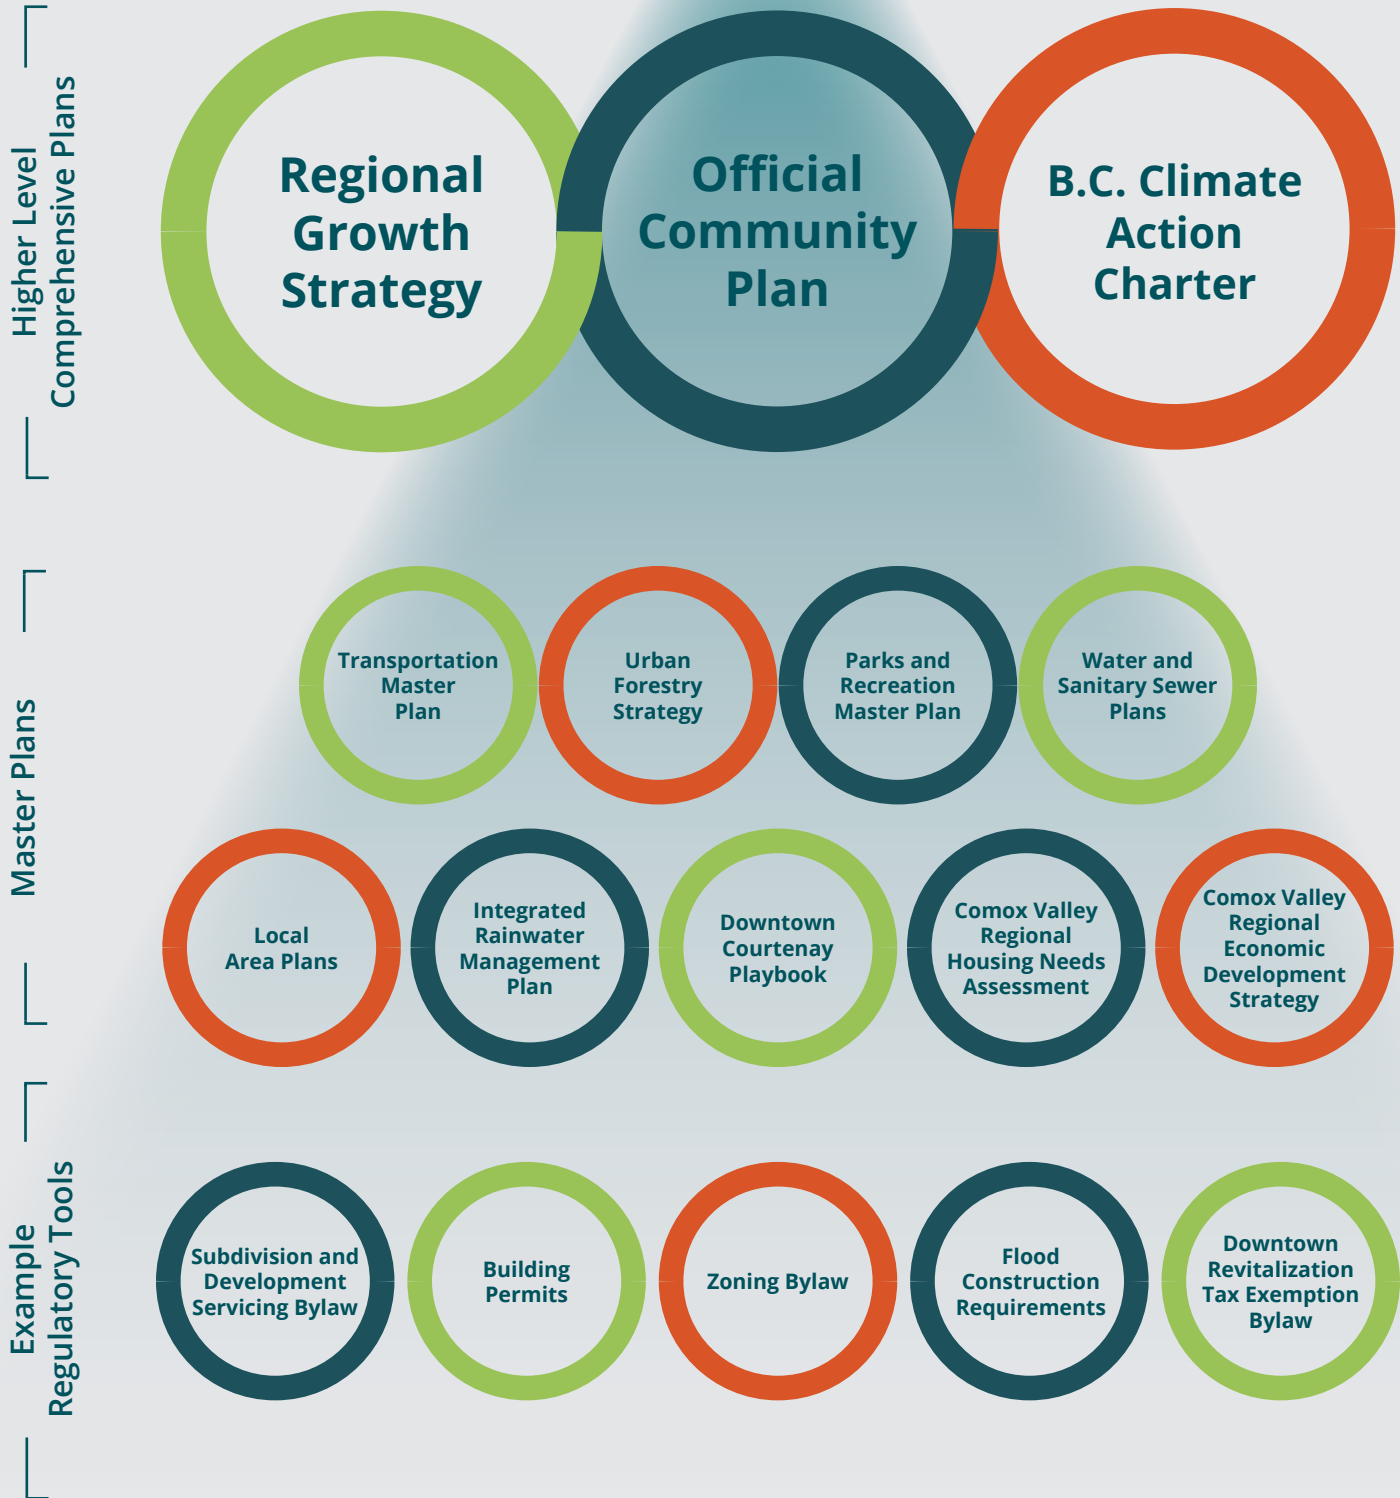 Higher Level
Comprehensive Plans
Regional
Growth
Strategy
Official
Community
Plan
B.C. Climate
Action
Charter
Master Plans
Transportation
Master
Plan
Urban
Forestry
Strategy
Parks and
Recreation
Master Plan
Water and
Sanitary Sewer
Plans
Local
Area Plans
Integrated
Rainwater
Management
Plan
Downtown
Courtenay
Playbook
Comox Valley
Regional
Housing Needs
Assessment
Comox Valley
Regional
Economic
Development
Strategy
Example
Regulatory Tools
Subdivision and
Development
Servicing Bylaw
Building
Permits
Zoning Bylaw
Flood
Construction
Requirements
Downtown
Revitalization
Tax Exemption
Bylaw